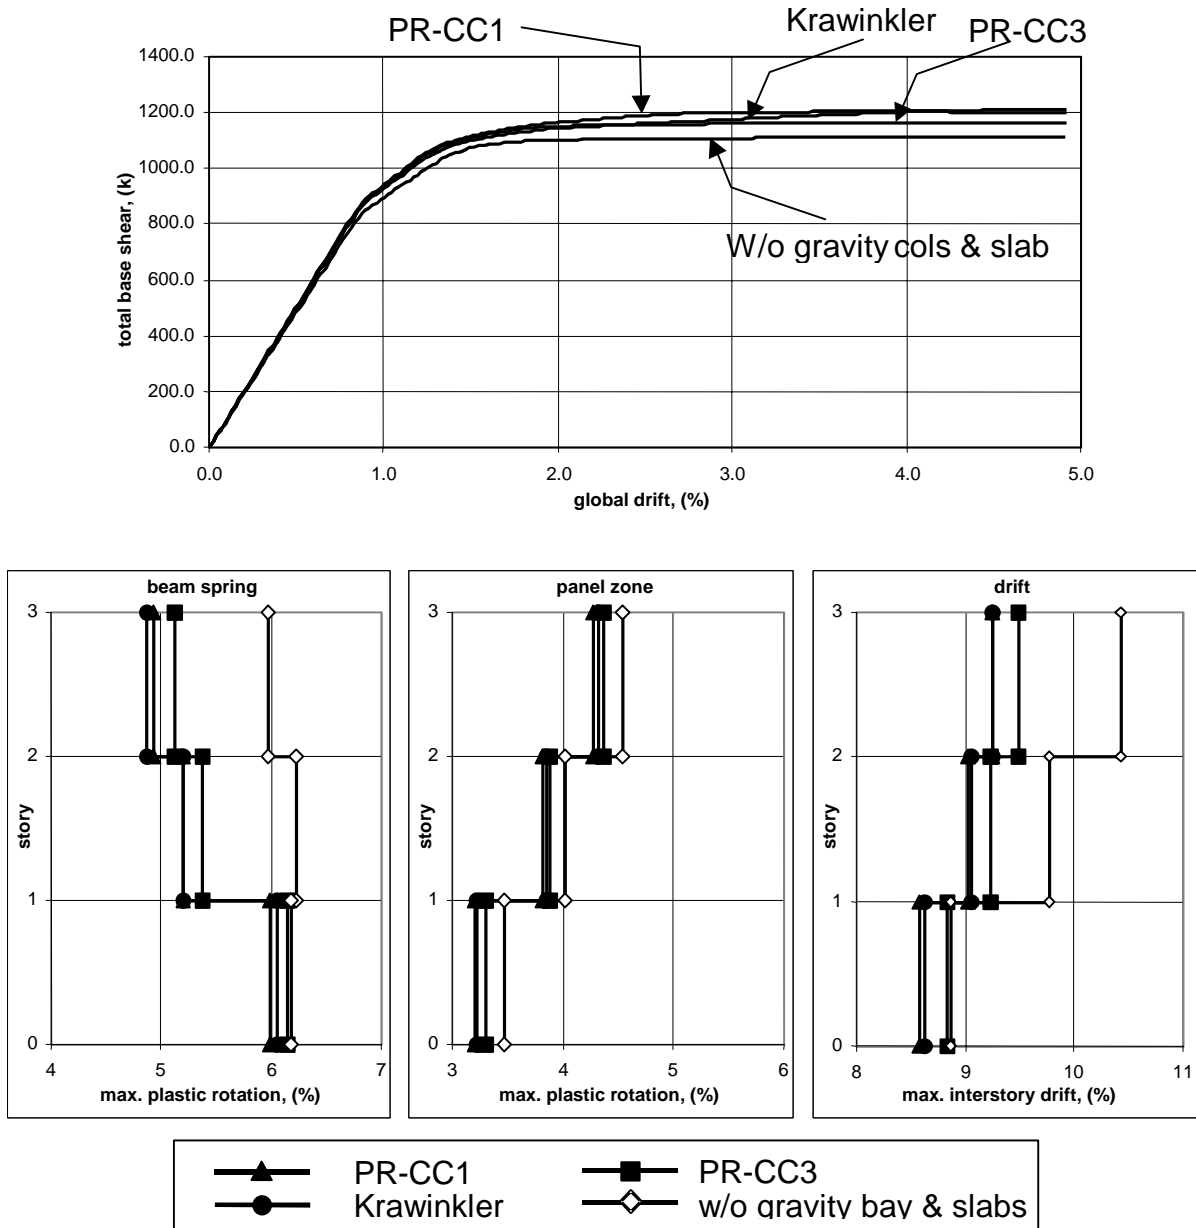 PR-CC1
Krawinkler
PR-CC3
1400.0
1200.0
1000.0
800.0
600.0
400.0
200.0
0.0
total base shear, (k)
W/o gravity cols & slab
0.0 1.0 2.0 3.0 4.0 5.0
global drift, (%)
beam spring
3
2
1
0
story
4 5 6 7
max. plastic rotation, (%)
panel zone
3
2
1
0
story
3 4 5 6
max. plastic rotation, (%)
drift
3
2
1
0
story
8 9 10 11
max. interstory drift, (%)
PR-CC1
PR-CC3
Krawinkler
w/o gravity bay & slabs